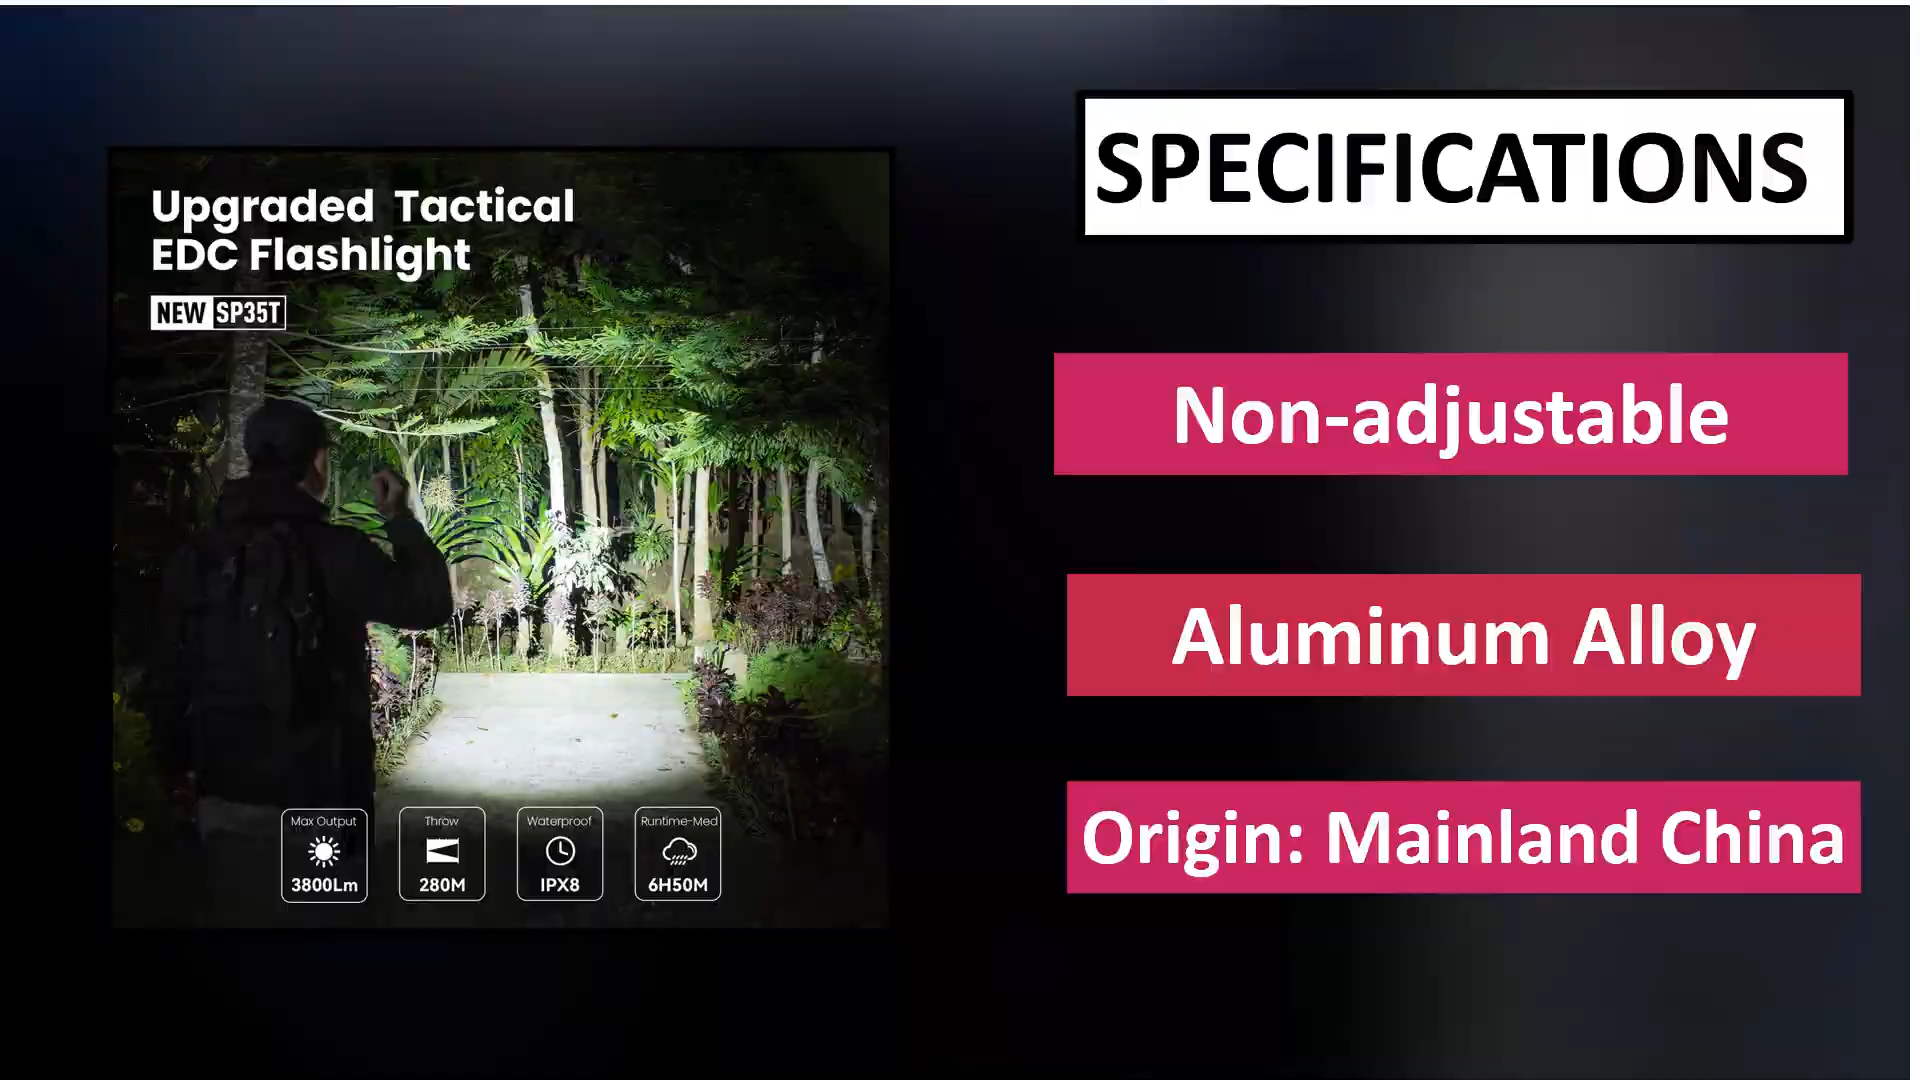 Upgraded Tactical
EDC Flashlight
NEW SP35T
Max Output
3800Lm
Throw
280M
Waterproof
IPX8
Runtime-Med
6H50M
SPECIFICATIONS
Non-adjustable
Aluminum Alloy
Origin: Mainland China